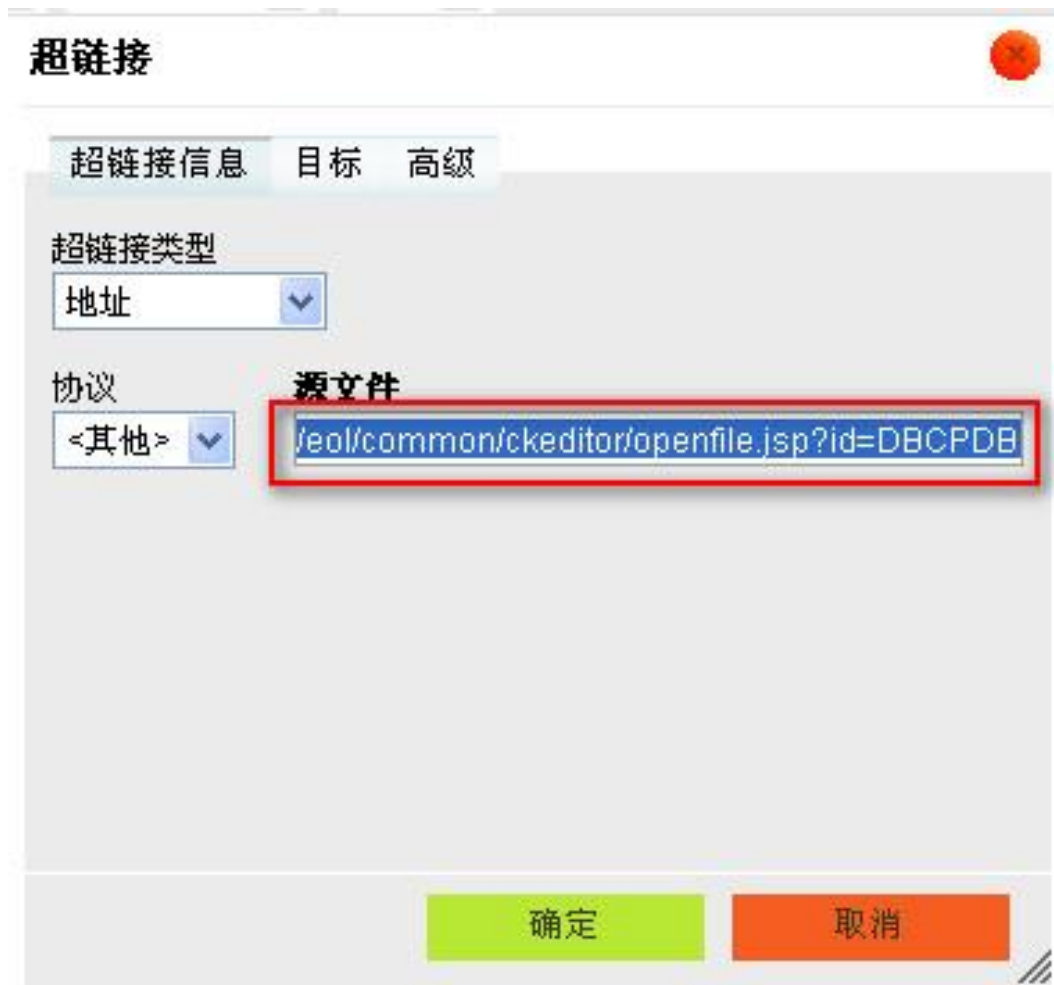 超链接
超链接信息 目标 高级
超链接类型
地址
协议 源文件
<其他> /eol/common/ckeditor/openfile.jsp?id=DBCPDB
确定 取消